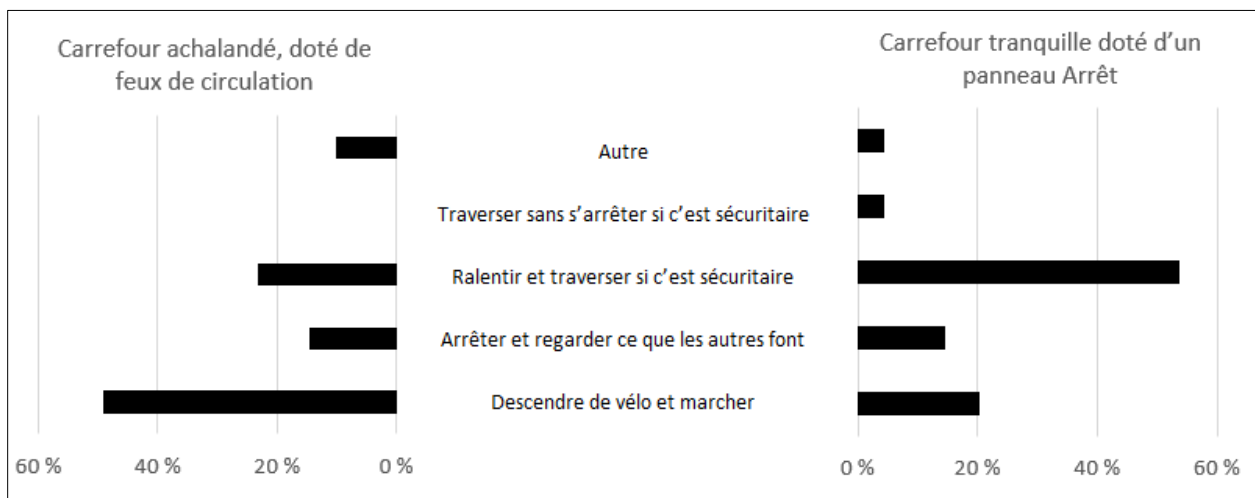 Carrefour achalandé, doté de
feux de circulation
Carrefour tranquille doté d’un
panneau Arrêt
Autre
Traverser sans s’arrêter si c’est sécuritaire
Ralentir et traverser si c’est sécuritaire
Arrêter et regarder ce que les autres font
Descendre de vélo et marcher
60 % 40 % 20 % 0 %
0 % 20 % 40 % 60 %